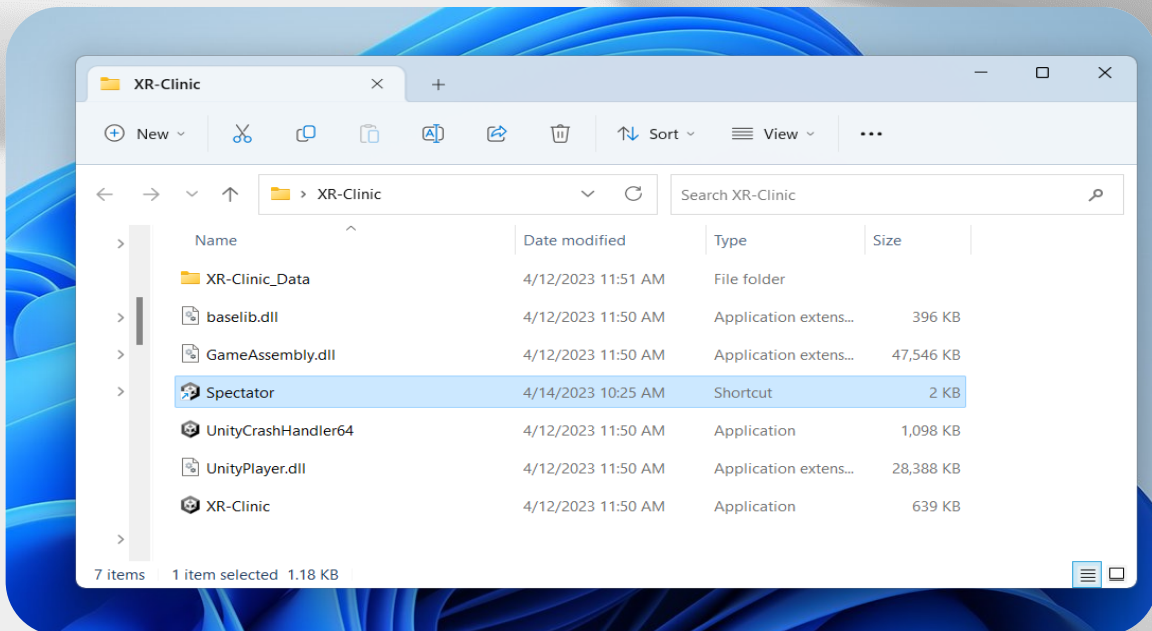 XR-Clinic
New Sort View
XR-Clinic Search XR-Clinic
Name Date modified Type Size
XR-Clinic_Data 4/12/2023 11:51 AM File folder
baselib.dll 4/12/2023 11:50 AM Application extens... 396 KB
GameAssembly.dll 4/12/2023 11:50 AM Application extens... 47,546 KB
Spectator 4/14/2023 10:25 AM Shortcut 2 KB
UnityCrashHandler64 4/12/2023 11:50 AM Application 1,098 KB
UnityPlayer.dll 4/12/2023 11:50 AM Application extens... 28,388 KB
XR-Clinic 4/12/2023 11:50 AM Application 639 KB
7 items 1 item selected 1.18 KB